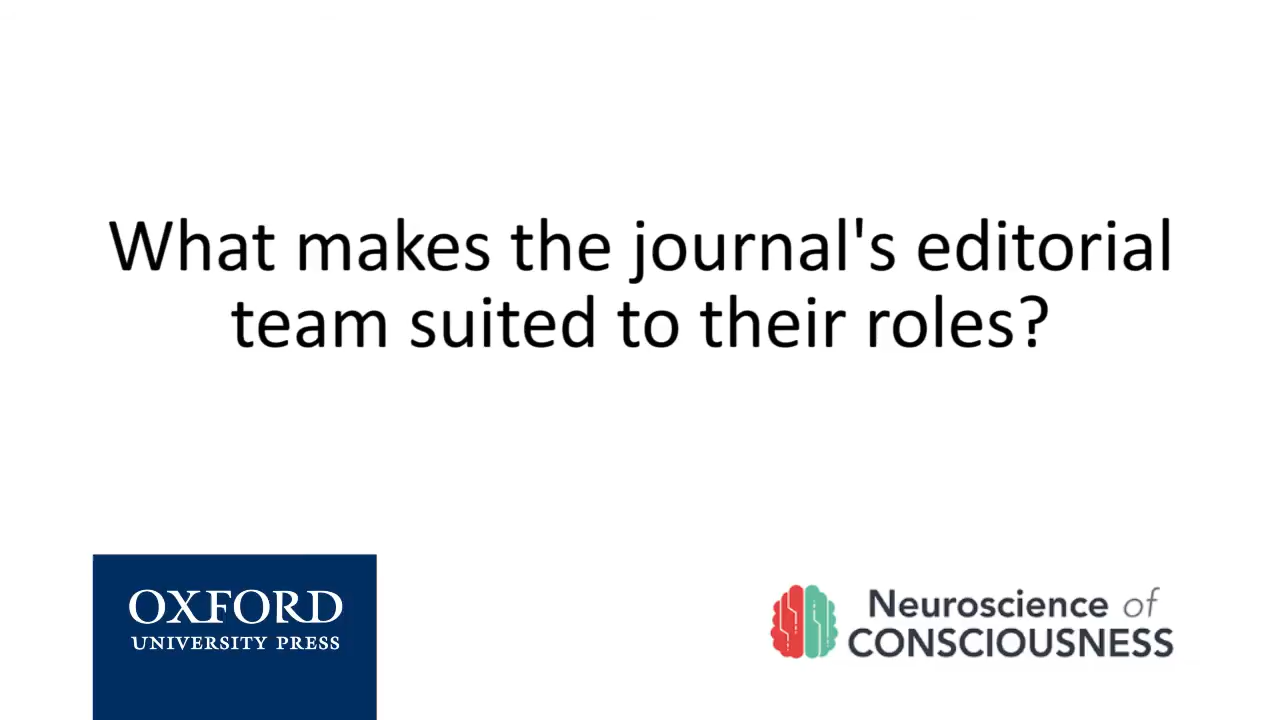 What makes the journal's editorial
team suited to their roles?
OXFORD
UNIVERSITY PRESS
Neuroscience of
CONSCIOUSNESS